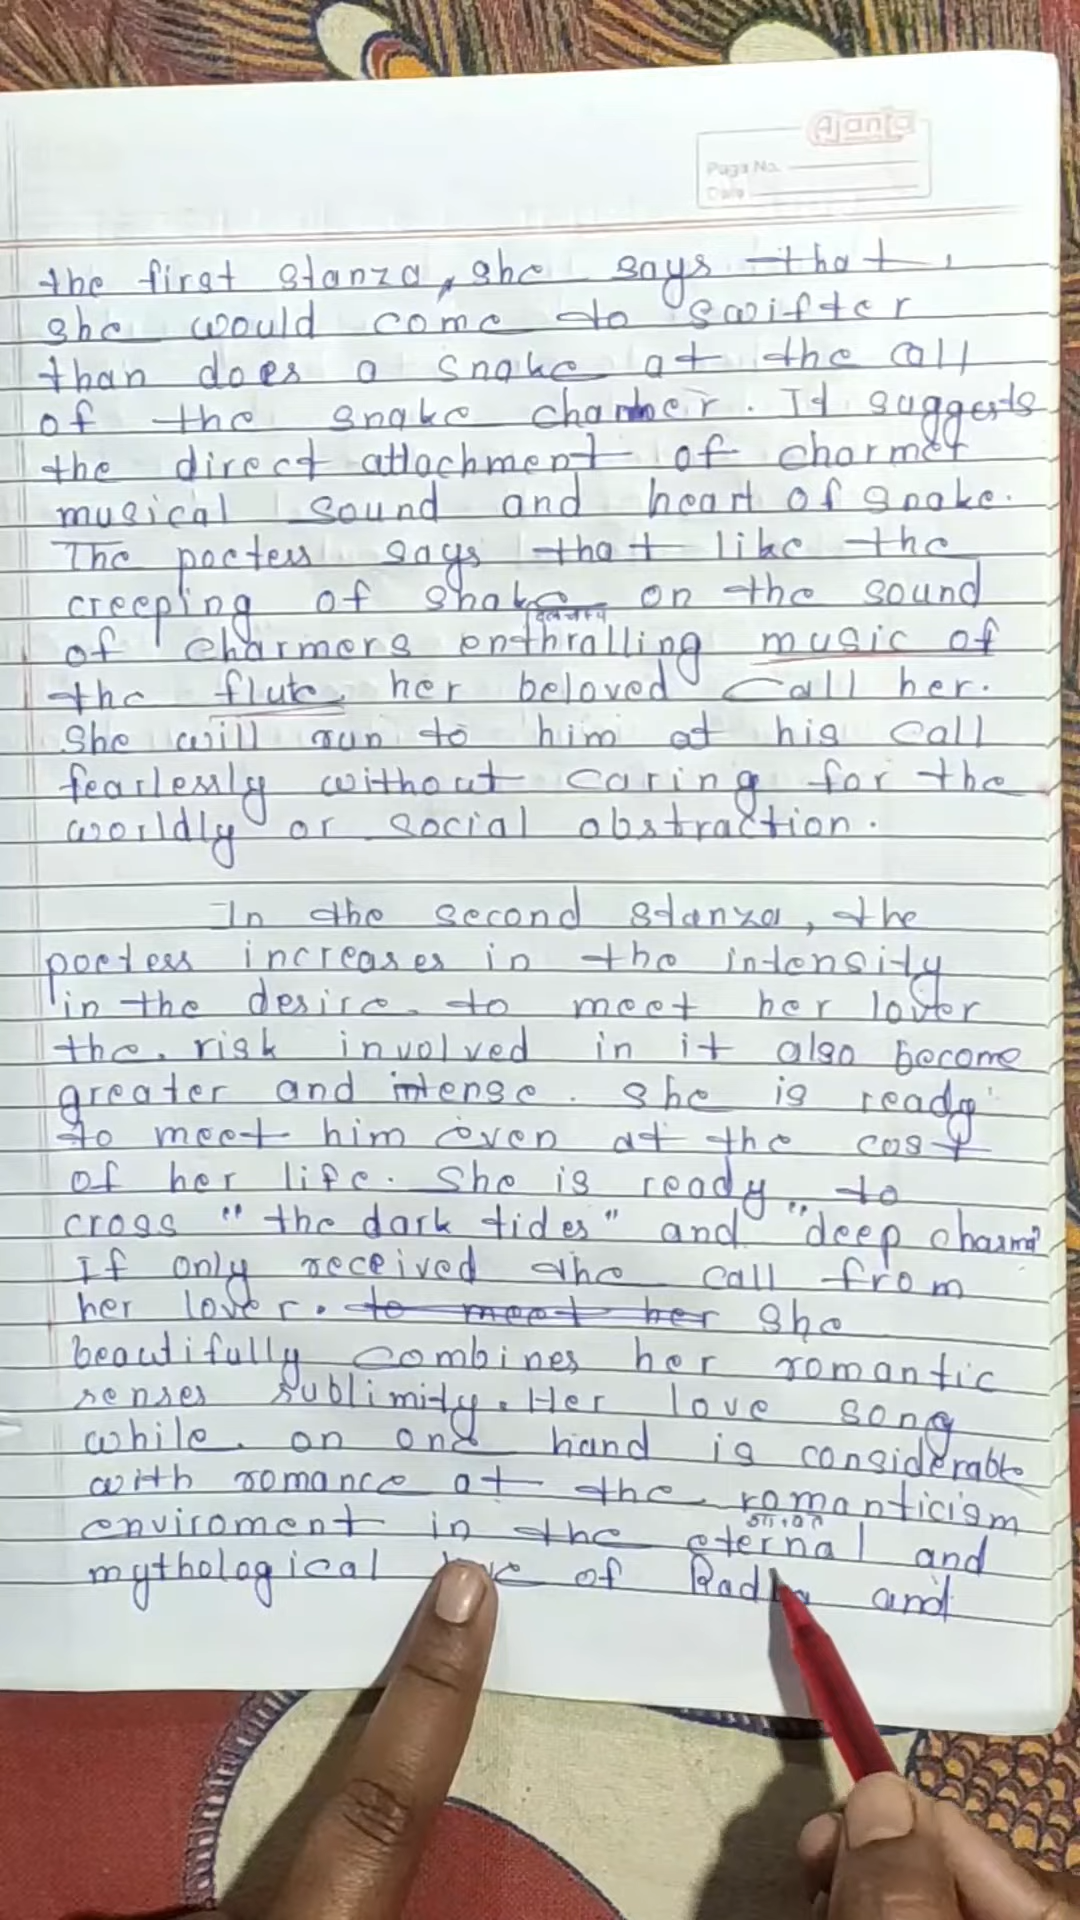 Ajanta
Page No.
Date
the first stanza, she says that,
she would come to swifter
than does a snake at the call
of the snake charmer. It suggests
the direct attachment of charmer
musical sound and heart of snake.
The poetess says that like the
creeping of snake on the sound
of charmers enthralling music of
the flute, her beloved call her.
She will run to him at his call
fearlessly without caring for the
worldly or social obstraction.
In the second stanza, the
poetess increases in the intensity
in the desire to meet her lover
the risk involved in it also become
greater and intense. She is ready
to meet him even at the cost
of her life. She is ready to
cross "the dark tides" and "deep
If only received the call from
her lover. to meet her She
beautifully combines her romantic
senses sublimity. Her love song
while on one hand is considerable
with romance at the romanticism
enviroment in the eternal and
mythological love of Radha and